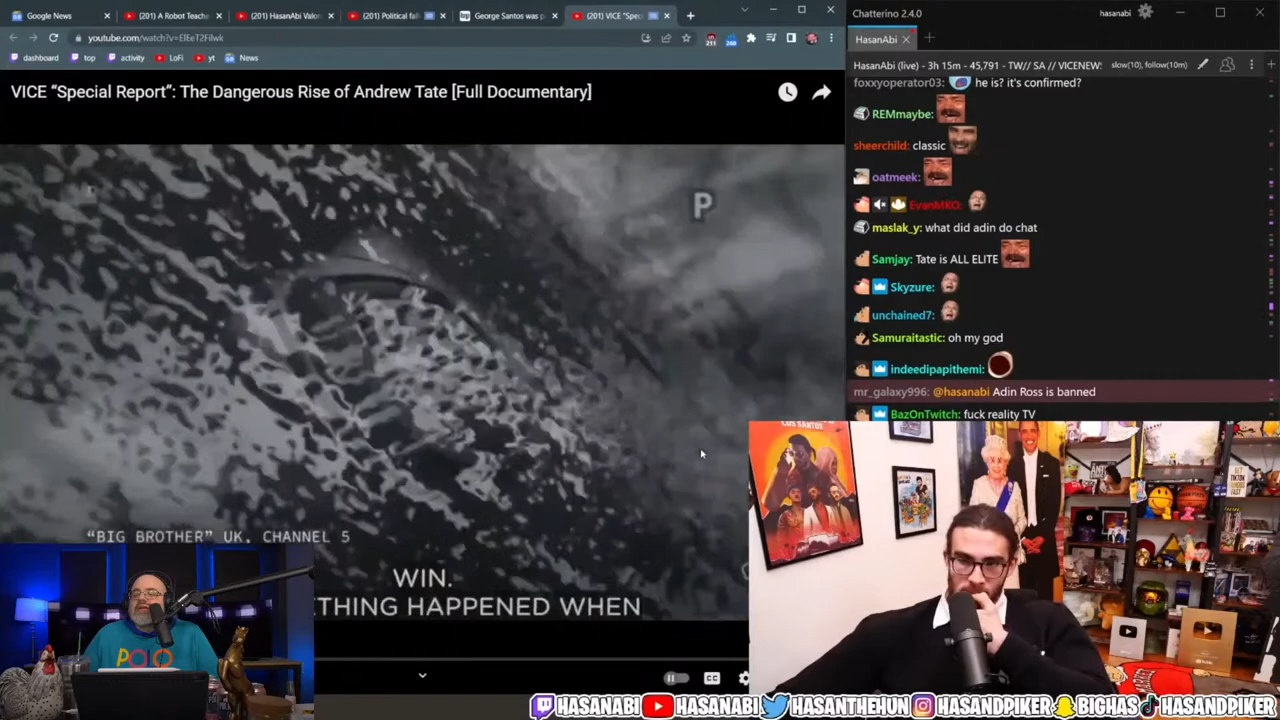 Google News
(201) A Robot Teache
(201) HasanAbi Valor
(201) Political fall
George Santos was p
(201) VICE "Spec
youtube.com/watch?v=ElEeT2Filwk
211
dashboard
top
activity
LoFi
yt
News
VICE "Special Report": The Dangerous Rise of Andrew Tate [Full Documentary]
P
"BIG BROTHER" UK, CHANNEL 5
WIN.
THING HAPPENED WHEN
CC
POLO
Chatterino 2.4.0
hasanabi
HasanAbi
HasanAbi (live) - 3h 15m - 45,791 - TW// SA // VICENEWS
slow(10), follow(10m)
foxxyoperator03: he is? it's confirmed?
REMmaybe:
sheerchild: classic
oatmeek:
EvanMKO:
maslak_y: what did adin do chat
Samjay: Tate is ALL ELITE
Skyzure:
unchained7:
Samuraitastic: oh my god
indeedipapithemi:
mr_galaxy996: @hasanabi Adin Ross is banned
BazOnTwitch: fuck reality TV
LOS SANTOS
HASANABI
HASANABI
HASANTHEHUN
HASANDPIKER
BIGHAS
HASANDPIKER